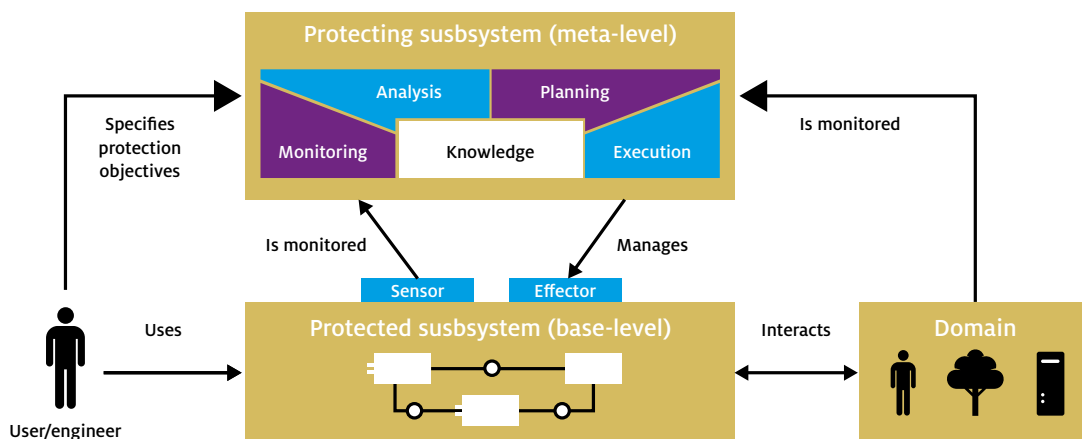 Protecting susbsystem (meta-level)
Analysis
Planning
Monitoring
Knowledge
Execution
Specifies
protection
objectives
Is monitored
Is monitored
Manages
Sensor
Effector
Protected susbsystem (base-level)
Uses
Interacts
Domain
User/engineer